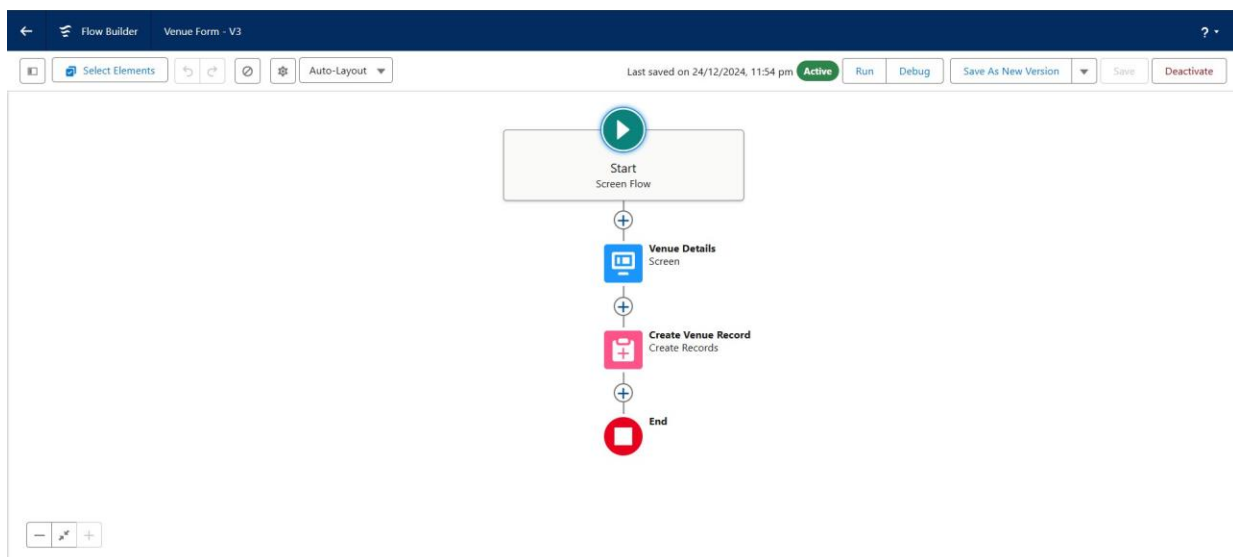 Flow Builder Venue Form - V3 ?
Select Elements Auto-Layout Last saved on 24/12/2024, 11:54 pm Active Run Debug Save As New Version Save Deactivate
Start
Screen Flow
Venue Details
Screen
Create Venue Record
Create Records
End